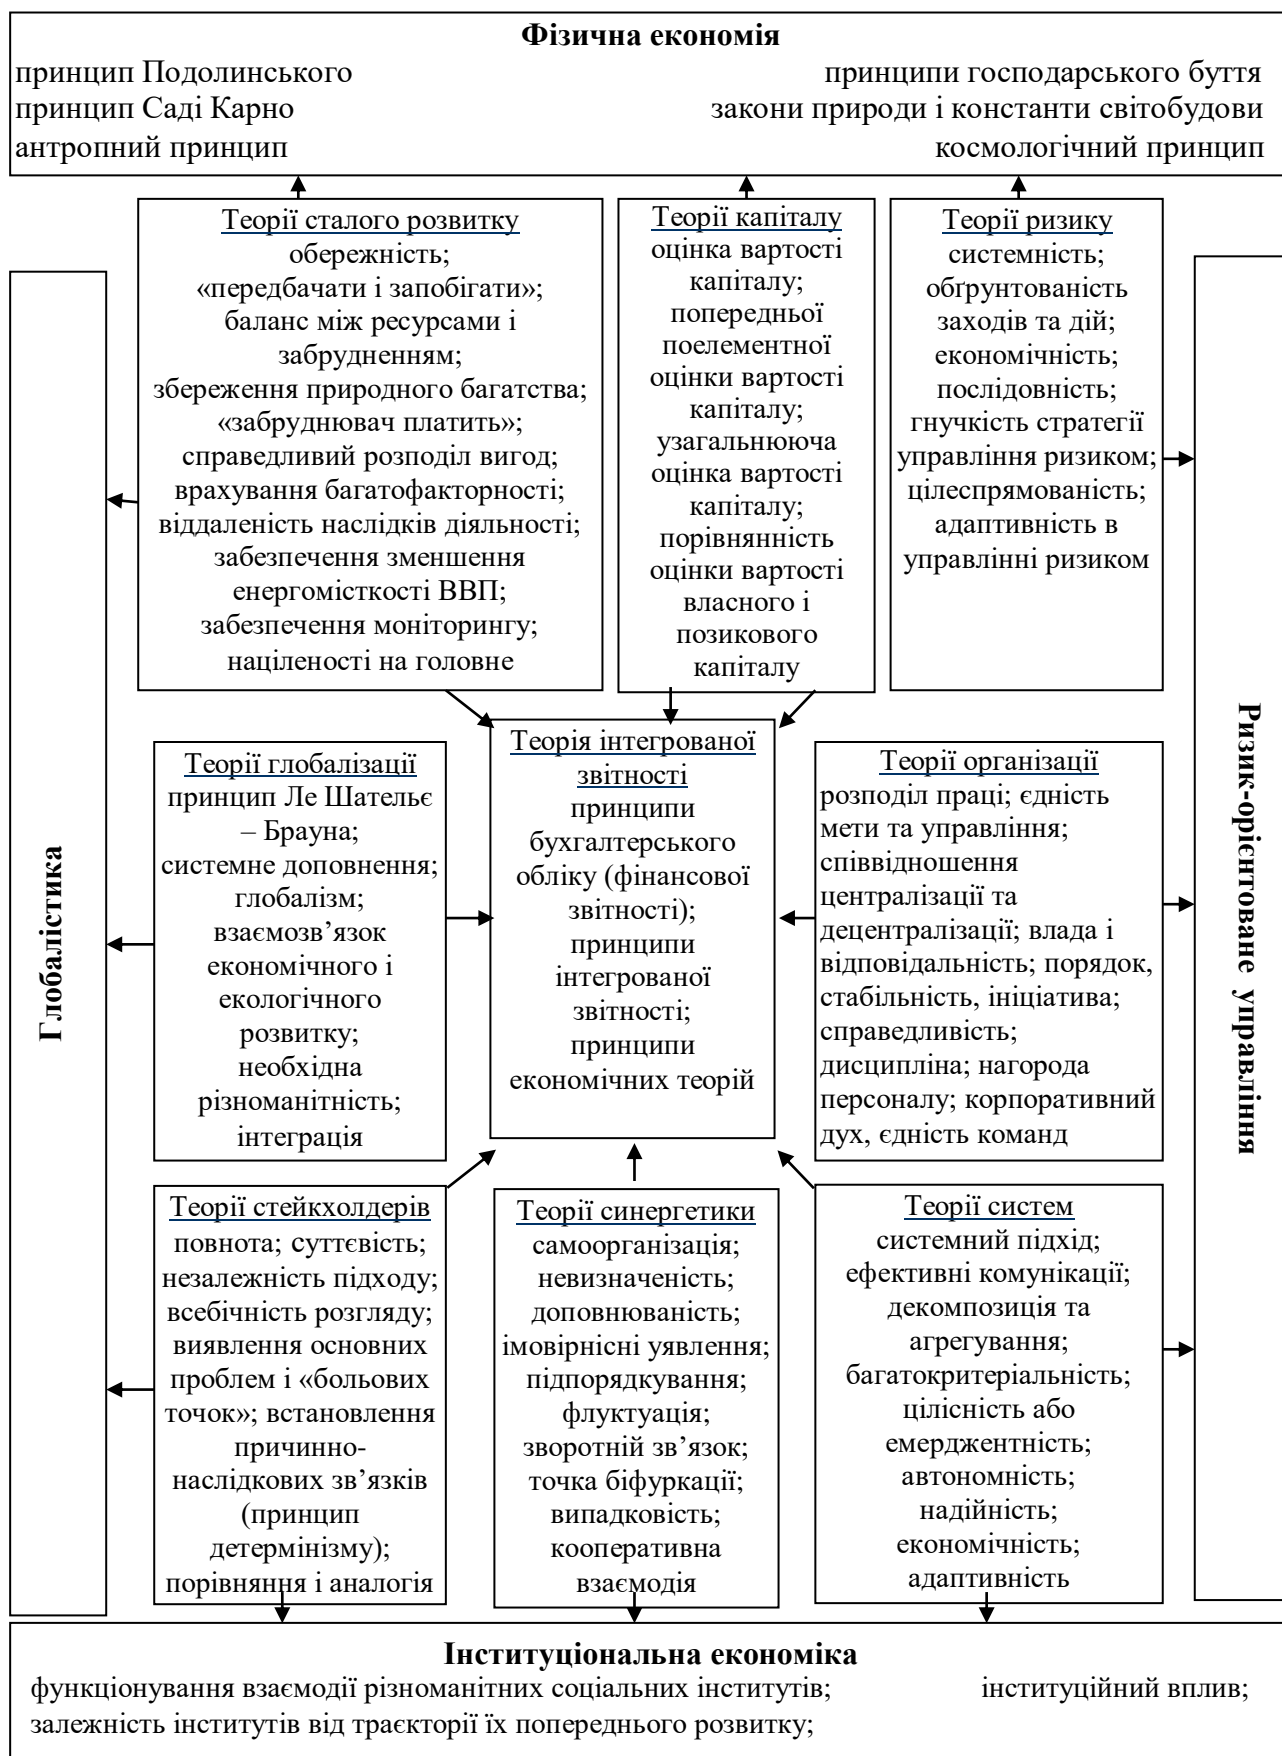 Фізична економія
принцип Подолинського
принципи господарського буття
принцип Саді Карно
закони природи і константи світобудови
антропний принцип
космологічний принцип
Теорії сталого розвитку
обережність;
«передбачати і запобігати»;
баланс між ресурсами і
забрудненням;
збереження природного багатства;
«забруднювач платить»;
справедливий розподіл вигод;
врахування багатофакторності;
віддаленість наслідків діяльності;
забезпечення зменшення
енергомісткості ВВП;
забезпечення моніторингу;
націленості на головне
Теорії капіталу
оцінка вартості
капіталу;
попередньої
поелементної
оцінки вартості
капіталу;
узагальнююча
оцінка вартості
капіталу;
порівнянність
оцінки вартості
власного і
позикового
капіталу
Теорії ризику
системність;
обґрунтованість
заходів та дій;
економічність;
послідовність;
гнучкість стратегії
управління ризиком;
цілеспрямованість;
адаптивність в
управлінні ризиком
Глобалістика
Ризик-орієнтоване управління
Теорії глобалізації
принцип Ле Шательє
– Брауна;
системне доповнення;
глобалізм;
взаємозв’язок
економічного і
екологічного
розвитку;
необхідна
різноманітність;
інтеграція
Теорія інтегрованої
звітності
принципи
бухгалтерського
обліку (фінансової
звітності);
принципи
інтегрованої
звітності;
принципи
економічних теорій
Теорії організації
розподіл праці; єдність
мети та управління;
співвідношення
централізації та
децентралізації; влада і
відповідальність; порядок,
стабільність, ініціатива;
справедливість;
дисципліна; нагорода
персоналу; корпоративний
дух, єдність команд
Теорії стейкхолдерів
повнота; суттєвість;
незалежність підходу;
всебічність розгляду;
виявлення основних
проблем і «больових
точок»; встановлення
причинно-
наслідкових зв’язків
(принцип
детермінізму);
порівняння і аналогія
Теорії синергетики
самоорганізація;
невизначеність;
доповнюваність;
імовірнісні уявлення;
підпорядкування;
флуктуація;
зворотній зв’язок;
точка біфуркації;
випадковість;
кооперативна
взаємодія
Теорії систем
системний підхід;
ефективні комунікації;
декомпозиція та
агрегування;
багатокритеріальність;
цілісність або
емерджентність;
автономність;
надійність;
економічність;
адаптивність
Інституціональна економіка
функціонування взаємодії різноманітних соціальних інститутів;
інституційний вплив;
залежність інститутів від траєкторії їх попереднього розвитку;